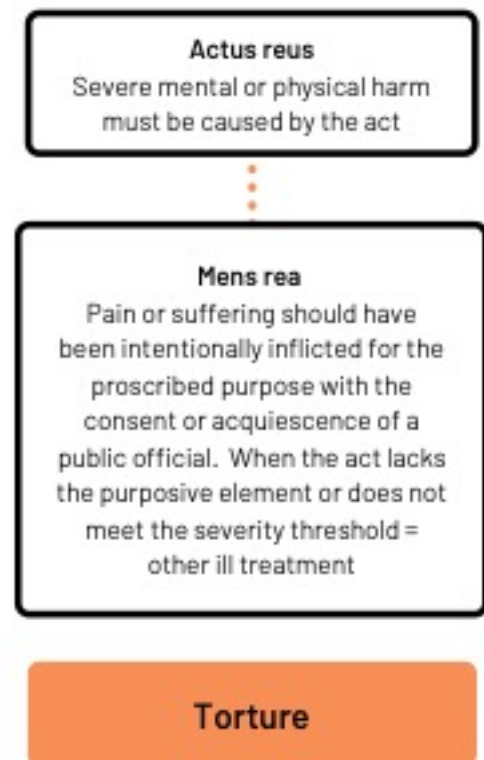 Actus reus
Severe mental or physical harm
must be caused by the act
Mens rea
Pain or suffering should have
been intentionally inflicted for the
proscribed purpose with the
consent or acquiescence of a
public official. When the act lacks
the purposive element or does not
meet the severity threshold =
other ill treatment
Torture